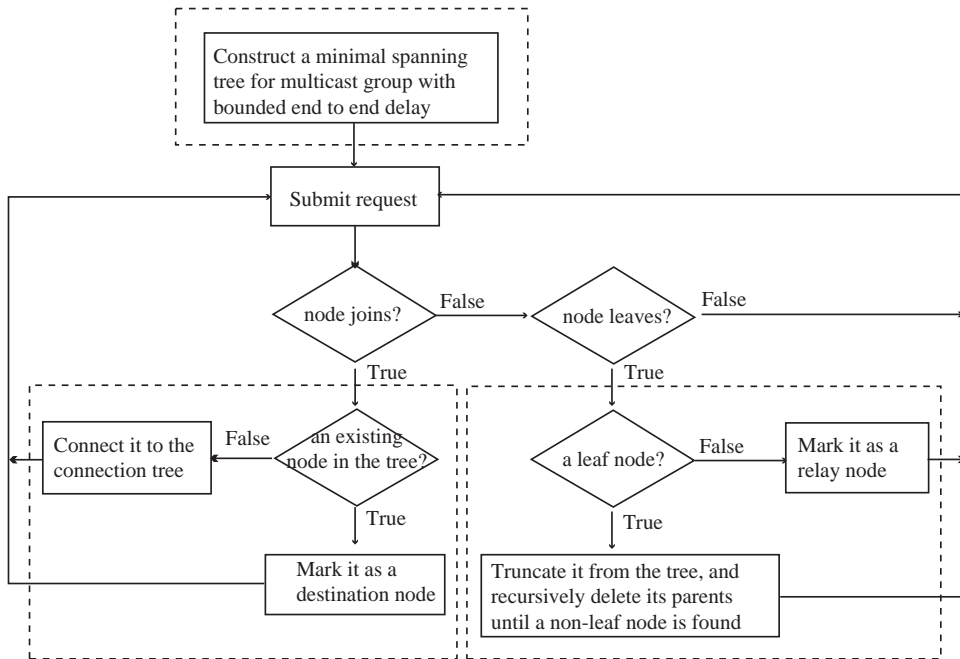 Construct a minimal spanning
tree for multicast group with
bounded end to end delay
Submit request
node joins?
False
node leaves?
False
True
True
Connect it to the
connection tree
False
an existing
node in the tree?
True
a leaf node?
False
Mark it as a
relay node
True
Mark it as a
destination node
Truncate it from the tree, and
recursively delete its parents
until a non-leaf node is found